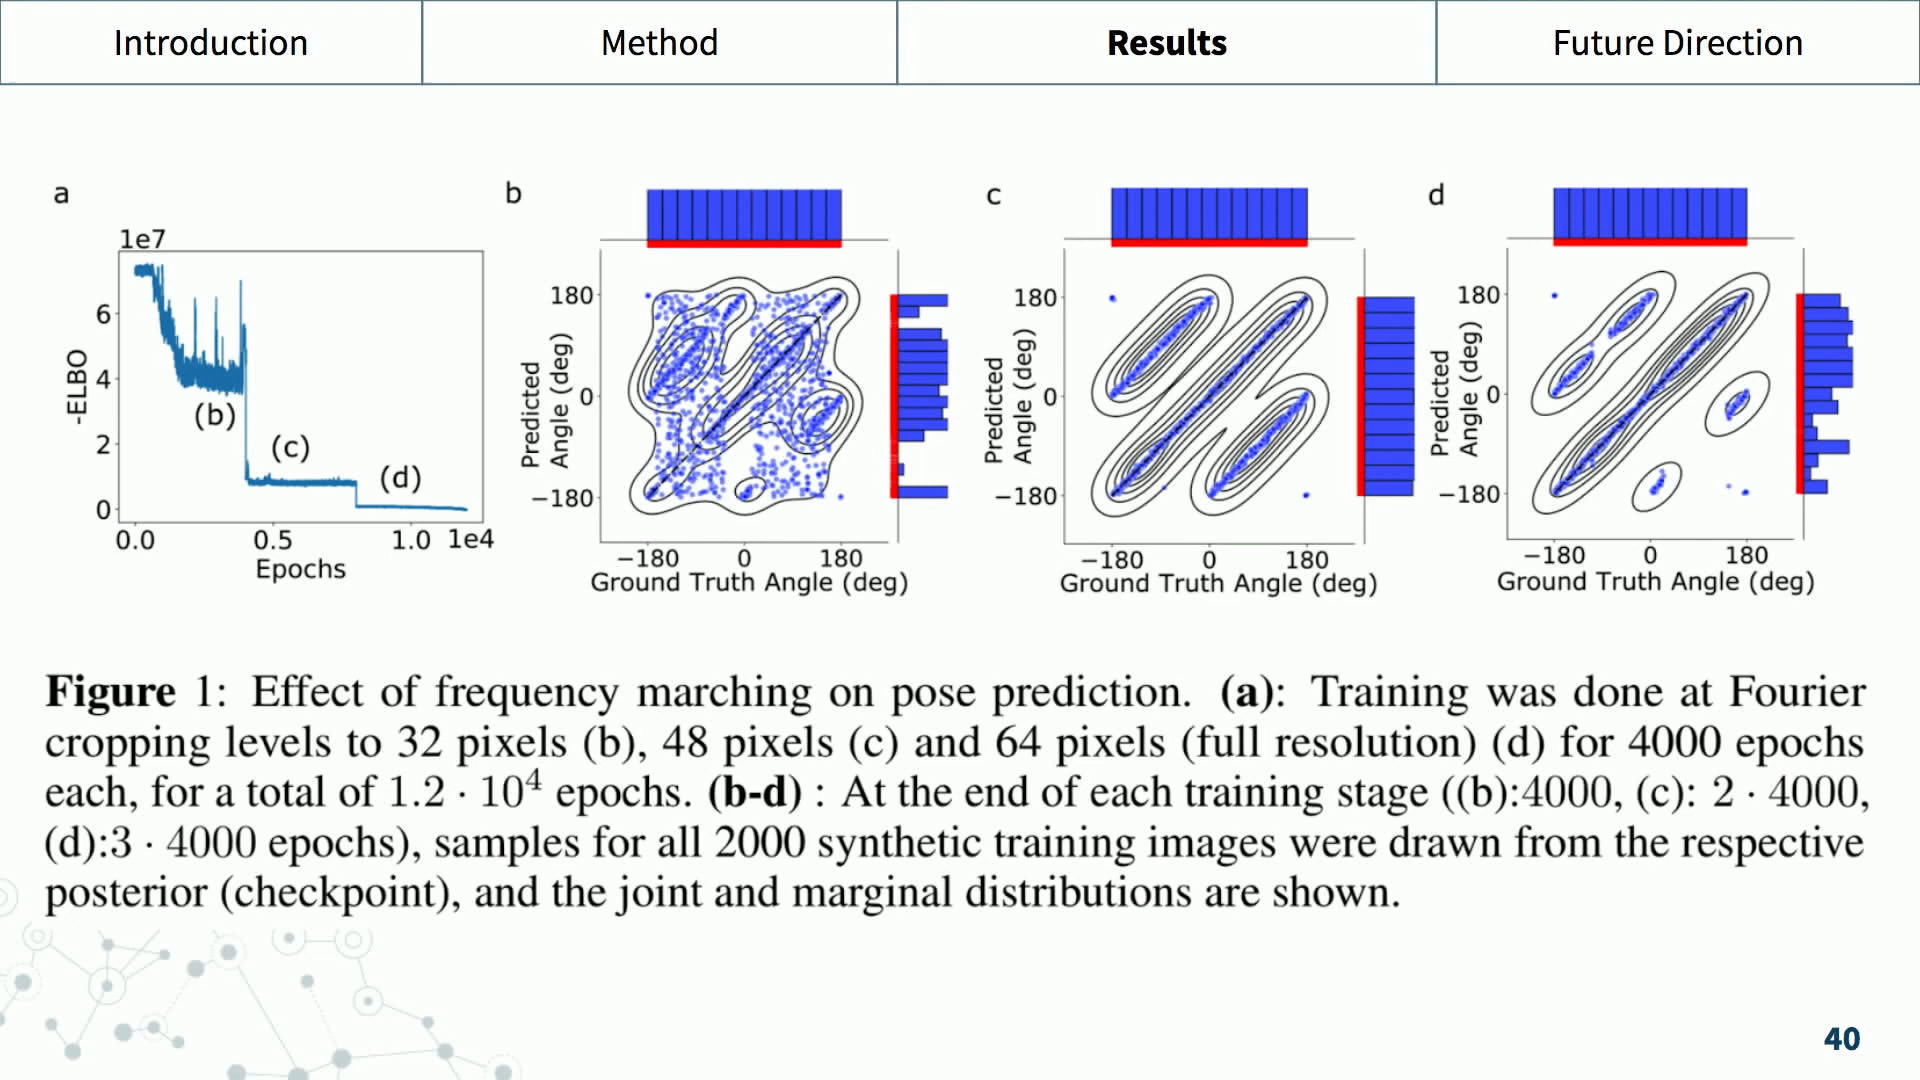 Introduction
Method
Results
Future Direction
a
1e7
6
4
2
0
-ELBO
(b)
(c)
(d)
0.0
0.5
1.0
1e4
Epochs
b
180
0
−180
Predicted
Angle (deg)
−180
0
180
Ground Truth Angle (deg)
c
180
0
−180
Predicted
Angle (deg)
−180
0
180
Ground Truth Angle (deg)
d
180
0
−180
Predicted
Angle (deg)
−180
0
180
Ground Truth Angle (deg)
Figure 1: Effect of frequency marching on pose prediction. (a): Training was done at Fourier
cropping levels to 32 pixels (b), 48 pixels (c) and 64 pixels (full resolution) (d) for 4000 epochs
each, for a total of 1.2 · 10⁴ epochs. (b-d) : At the end of each training stage ((b):4000, (c): 2 · 4000,
(d):3 · 4000 epochs), samples for all 2000 synthetic training images were drawn from the respective
posterior (checkpoint), and the joint and marginal distributions are shown.
40